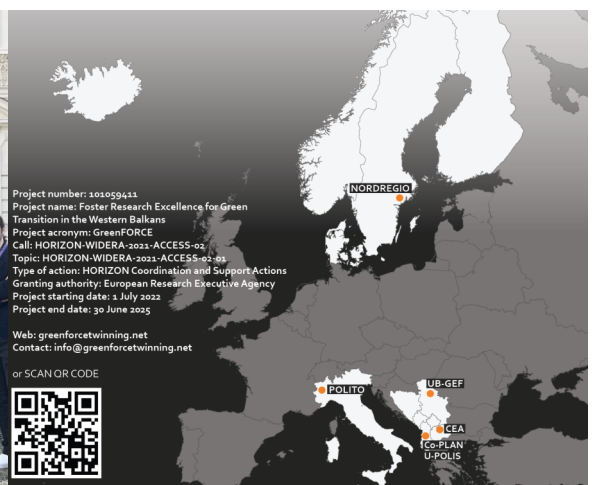 Project number: 101059411
Project name: Foster Research Excellence for Green
Transition in the Western Balkans
Project acronym: GreenFORCE
Call: HORIZON-WIDERA-2021-ACCESS-02
Topic: HORIZON-WIDERA-2021-ACCESS-02-01
Type of action: HORIZON Coordination and Support Actions
Granting authority: European Research Executive Agency
Project starting date: 1 July 2022
Project end date: 30 June 2025
Web: greenforcetwinning.net
Contact: info@greenforcetwinning.net
or SCAN QR CODE
NORDREGIO
POLITO
UB-GEF
CEA
Co-PLAN
U-POLIS